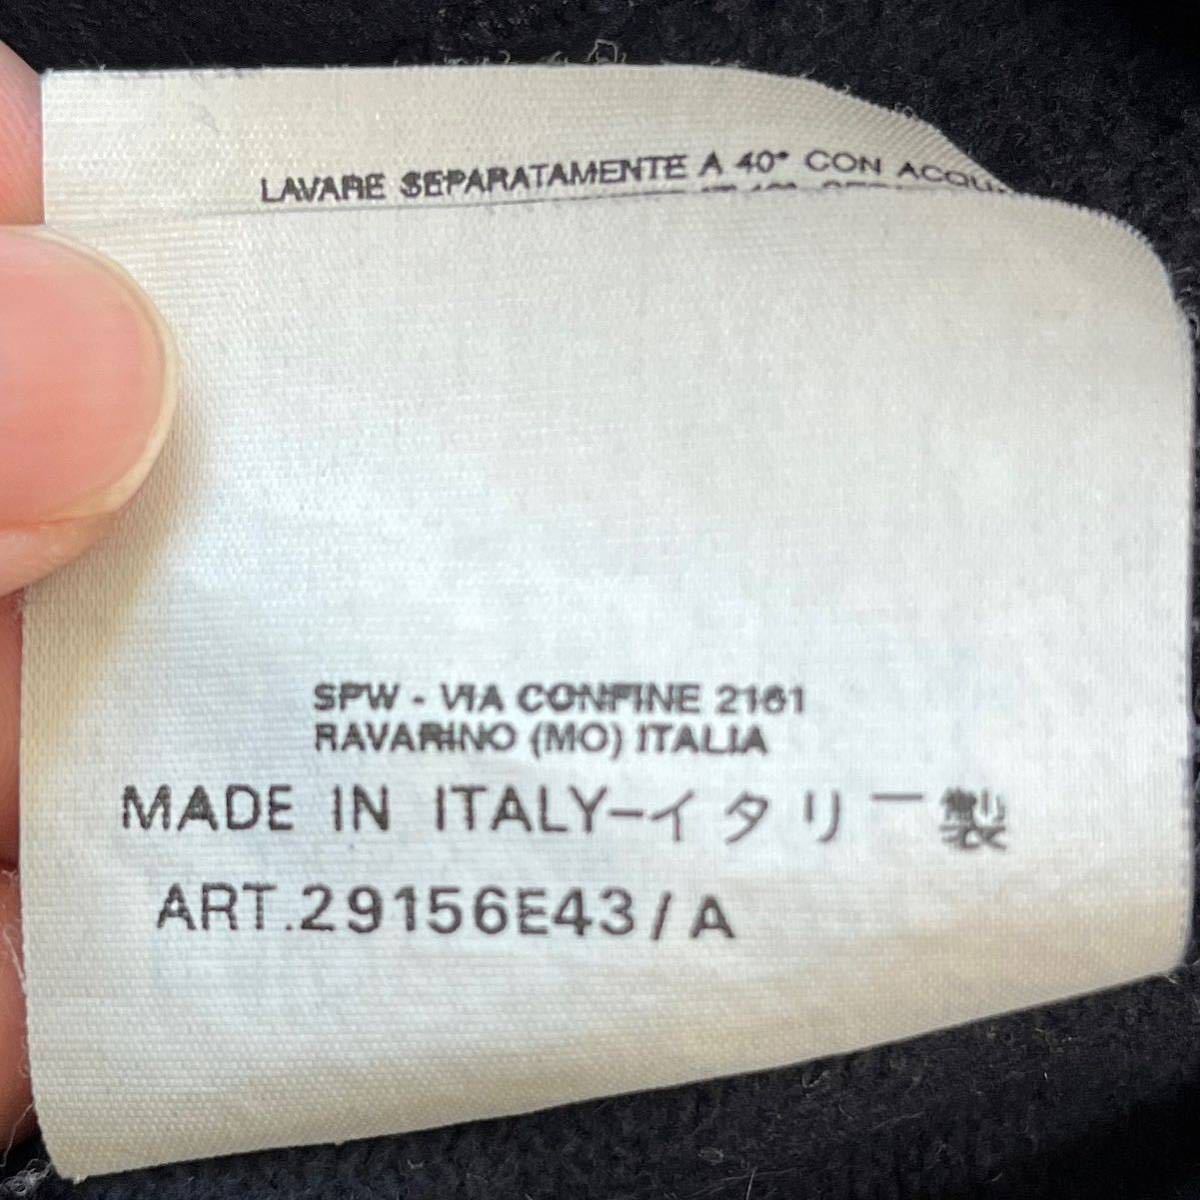 LAVARE SEPARATAMENTE A 40° CON ACQU
SPW - VIA CONFINE 2161
RAVARINO (MO) ITALIA
MADE IN ITALY-イタリー製
ART.29156E43/A